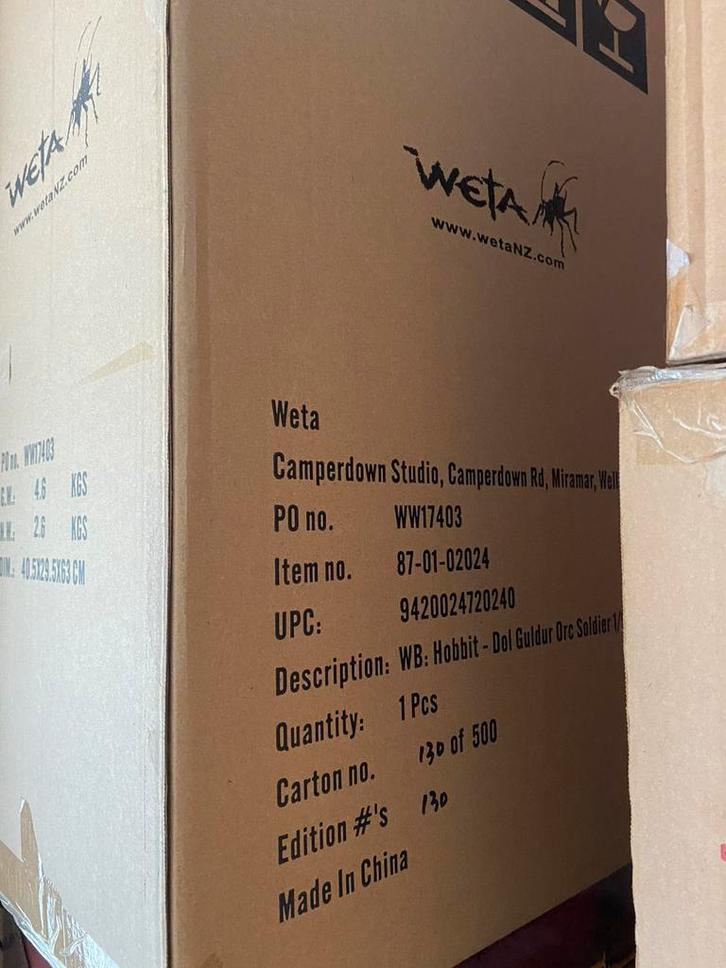 WETA
www.wetaNZ.com
PO no. WW17403
G.W.: 4.6 KGS
N.W.: 2.6 KGS
DIM.: 40.5X29.5X63 CM
WETA
www.wetaNZ.com
Weta
Camperdown Studio, Camperdown Rd, Miramar, Well
PO no. WW17403
Item no. 87-01-02024
UPC: 9420024720240
Description: WB: Hobbit - Dol Guldur Orc Soldier 1/
Quantity: 1 Pcs
Carton no. 130 of 500
Edition #'s 130
Made In China